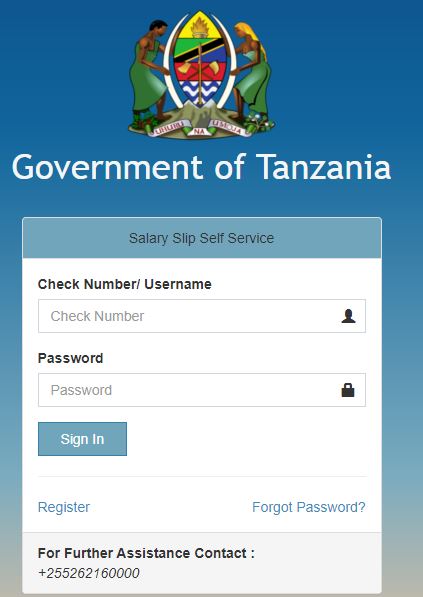 UHURU NA UMOJA
Government of Tanzania
Salary Slip Self Service
Check Number/ Username
Check Number
Password
Password
Sign In
Register Forgot Password?
For Further Assistance Contact :
+255262160000